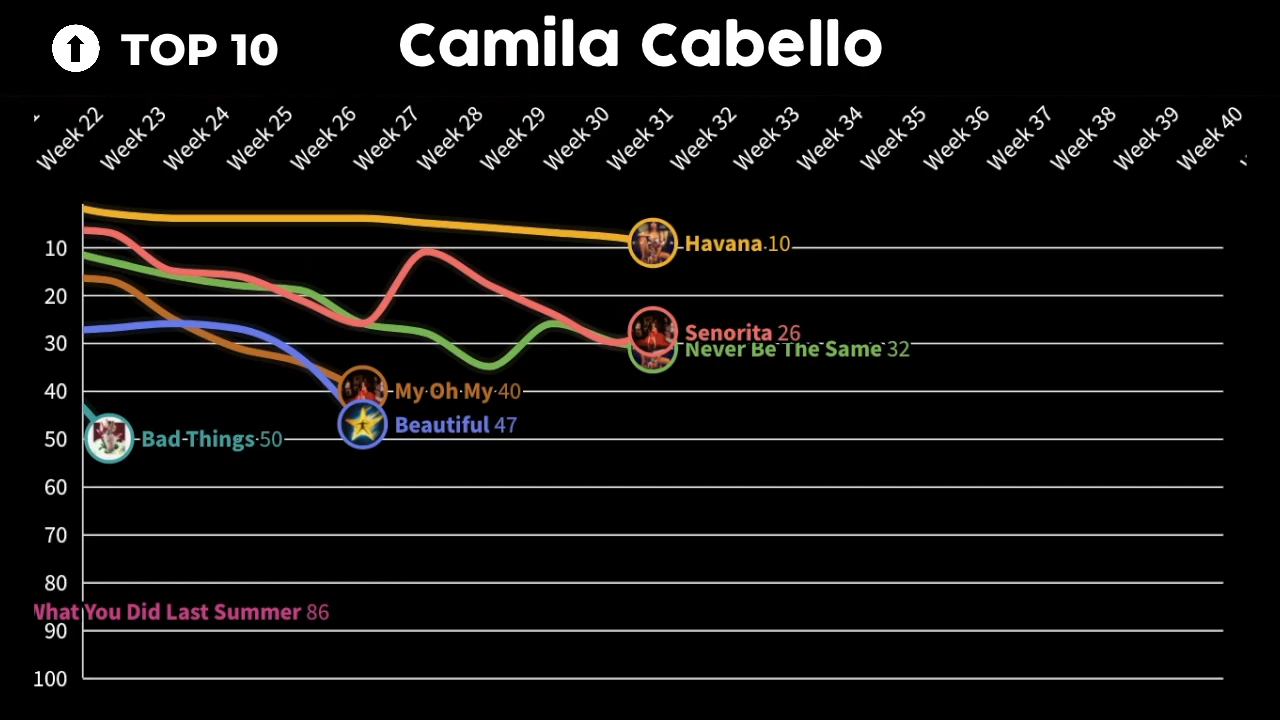 TOP 10
Camila Cabello
Week 22
Week 23
Week 24
Week 25
Week 26
Week 27
Week 28
Week 29
Week 30
Week 31
Week 32
Week 33
Week 34
Week 35
Week 36
Week 37
Week 38
Week 39
Week 40
10
Havana 10
20
Senorita 26
30
Never Be The Same 32
40
My Oh My 40
Beautiful 47
50
Bad Things 50
60
70
80
What You Did Last Summer 86
90
100